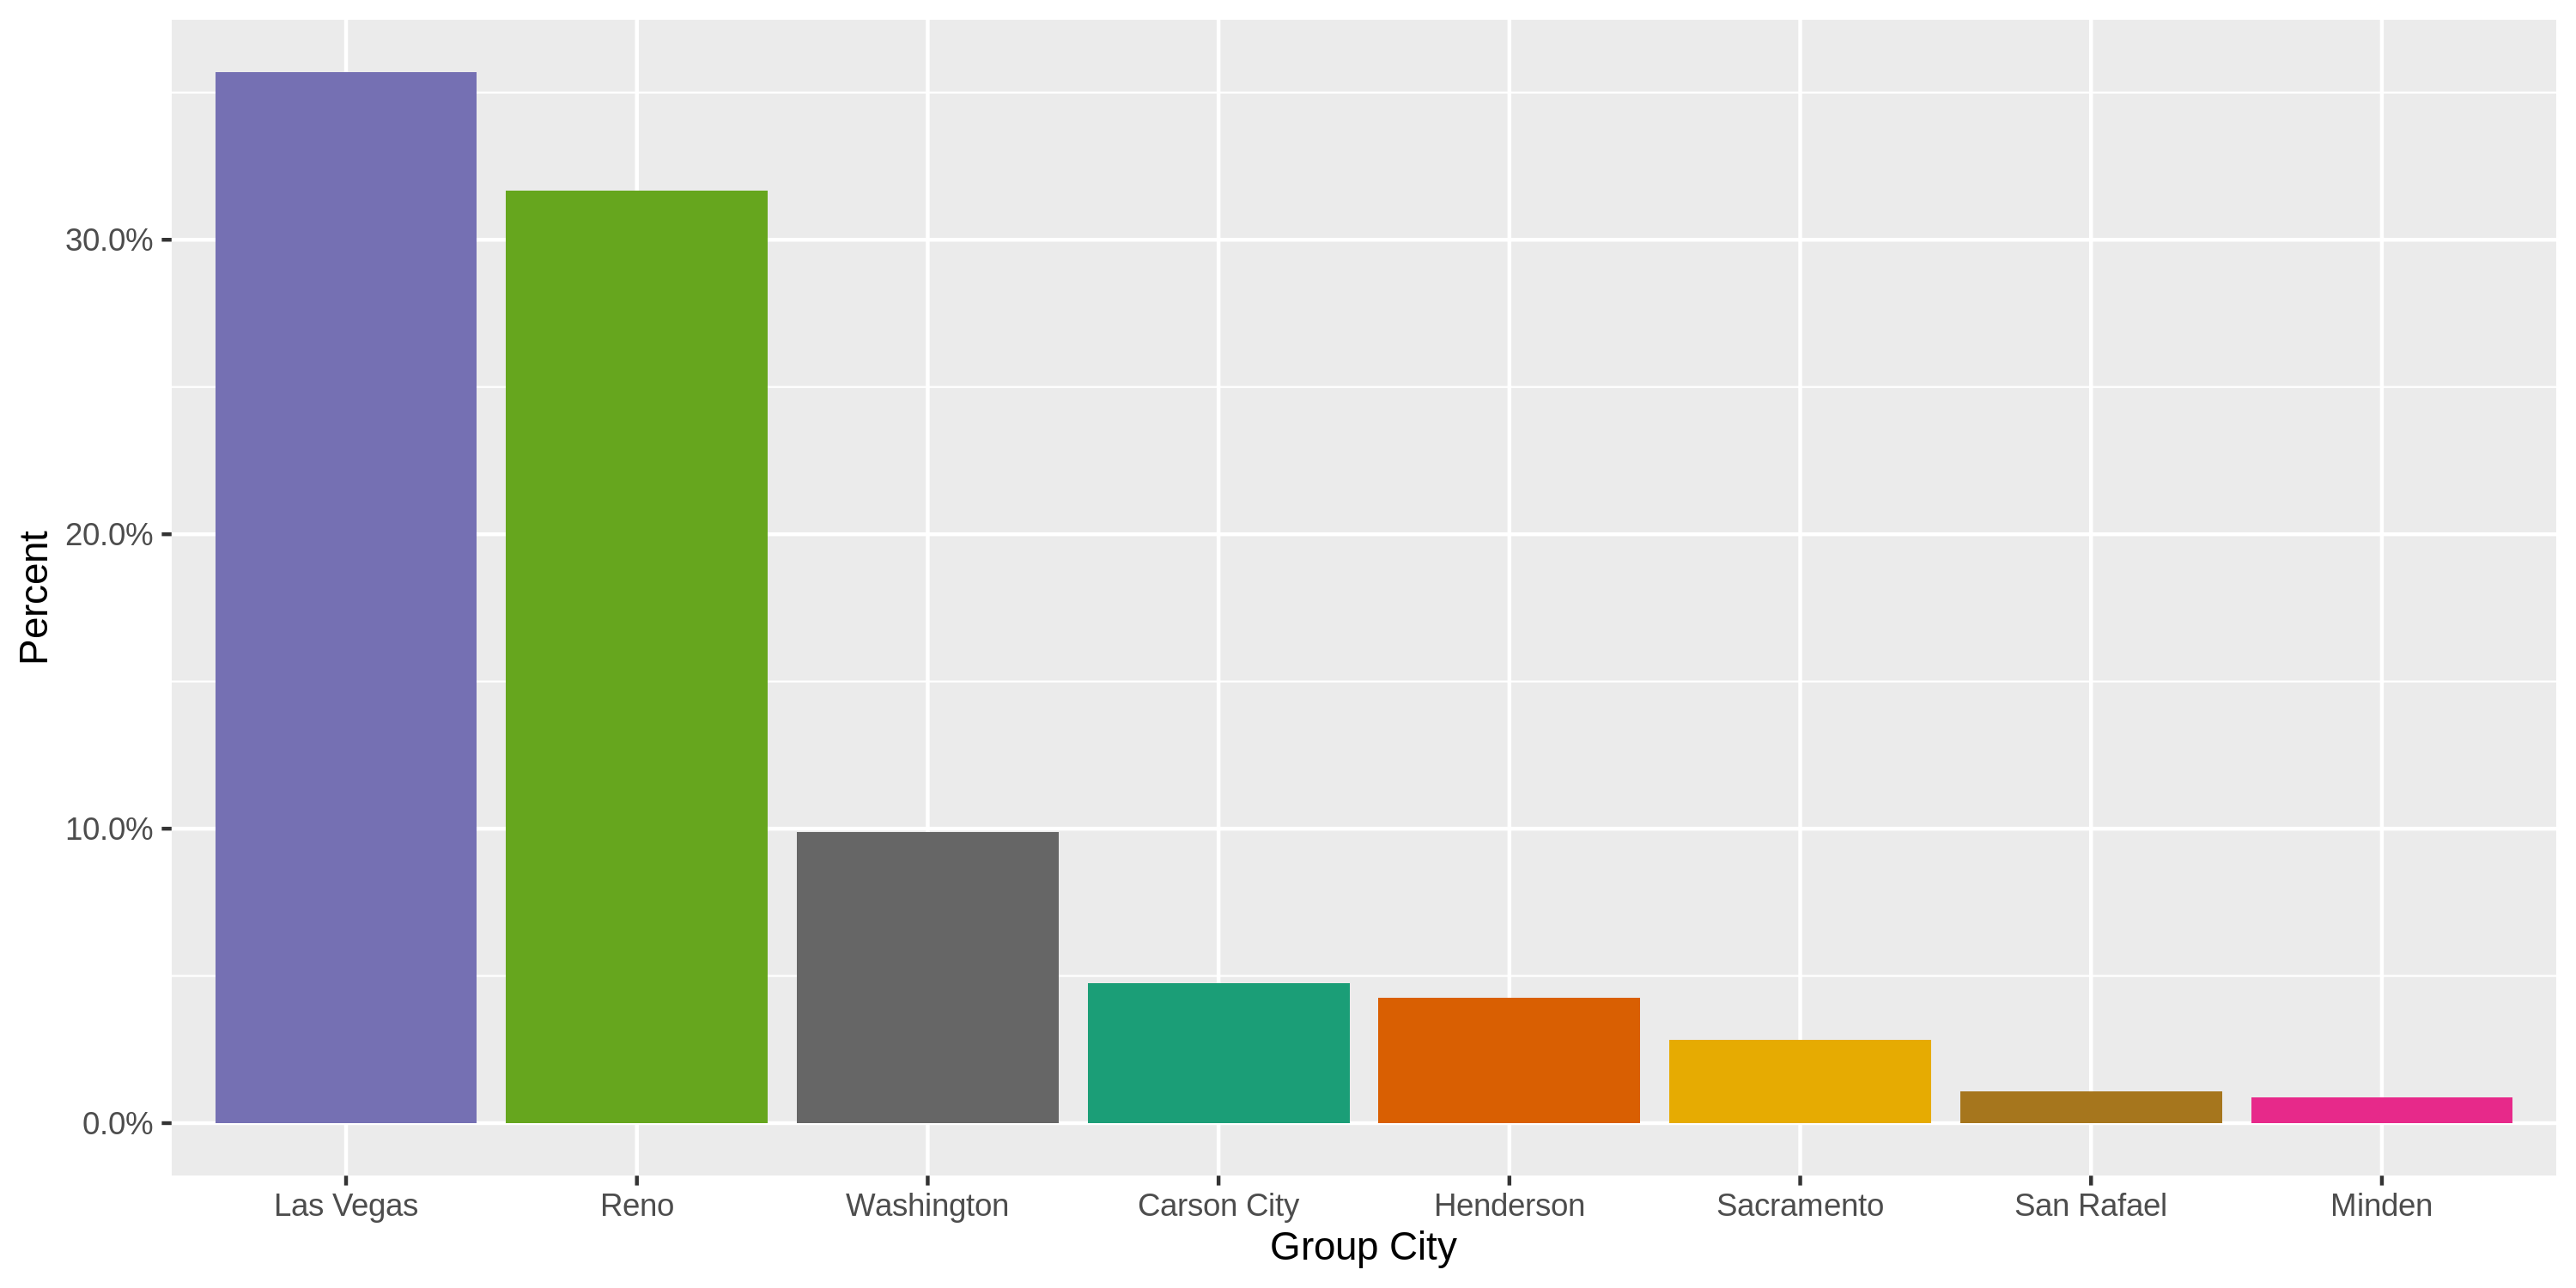 Percent
30.0%
20.0%
10.0%
0.0%
Las Vegas Reno Washington Carson City Henderson Sacramento San Rafael Minden
Group City